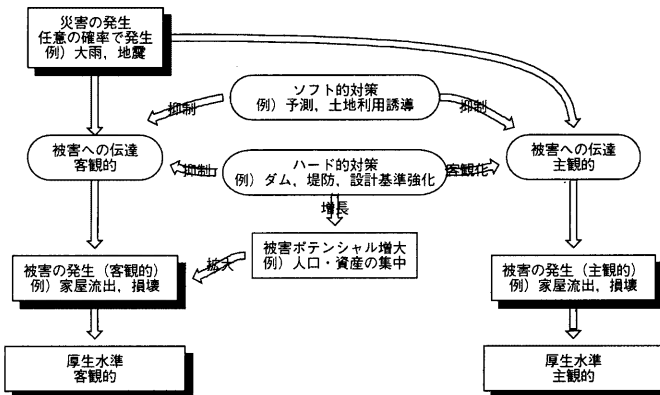 災害の発生
任意の確率で発生
例）大雨，地震
ソフト的対策
例）予測，土地利用誘導
抑制
抑制
被害への伝達
客観的
ハード的対策
例）ダム，堤防，設計基準強化
抑制
客観化
被害への伝達
主観的
増長
被害ポテンシャル増大
例）人口・資産の集中
拡大
被害の発生（客観的）
例）家屋流出，損壊
被害の発生（主観的）
例）家屋流出，損壊
厚生水準
客観的
厚生水準
主観的